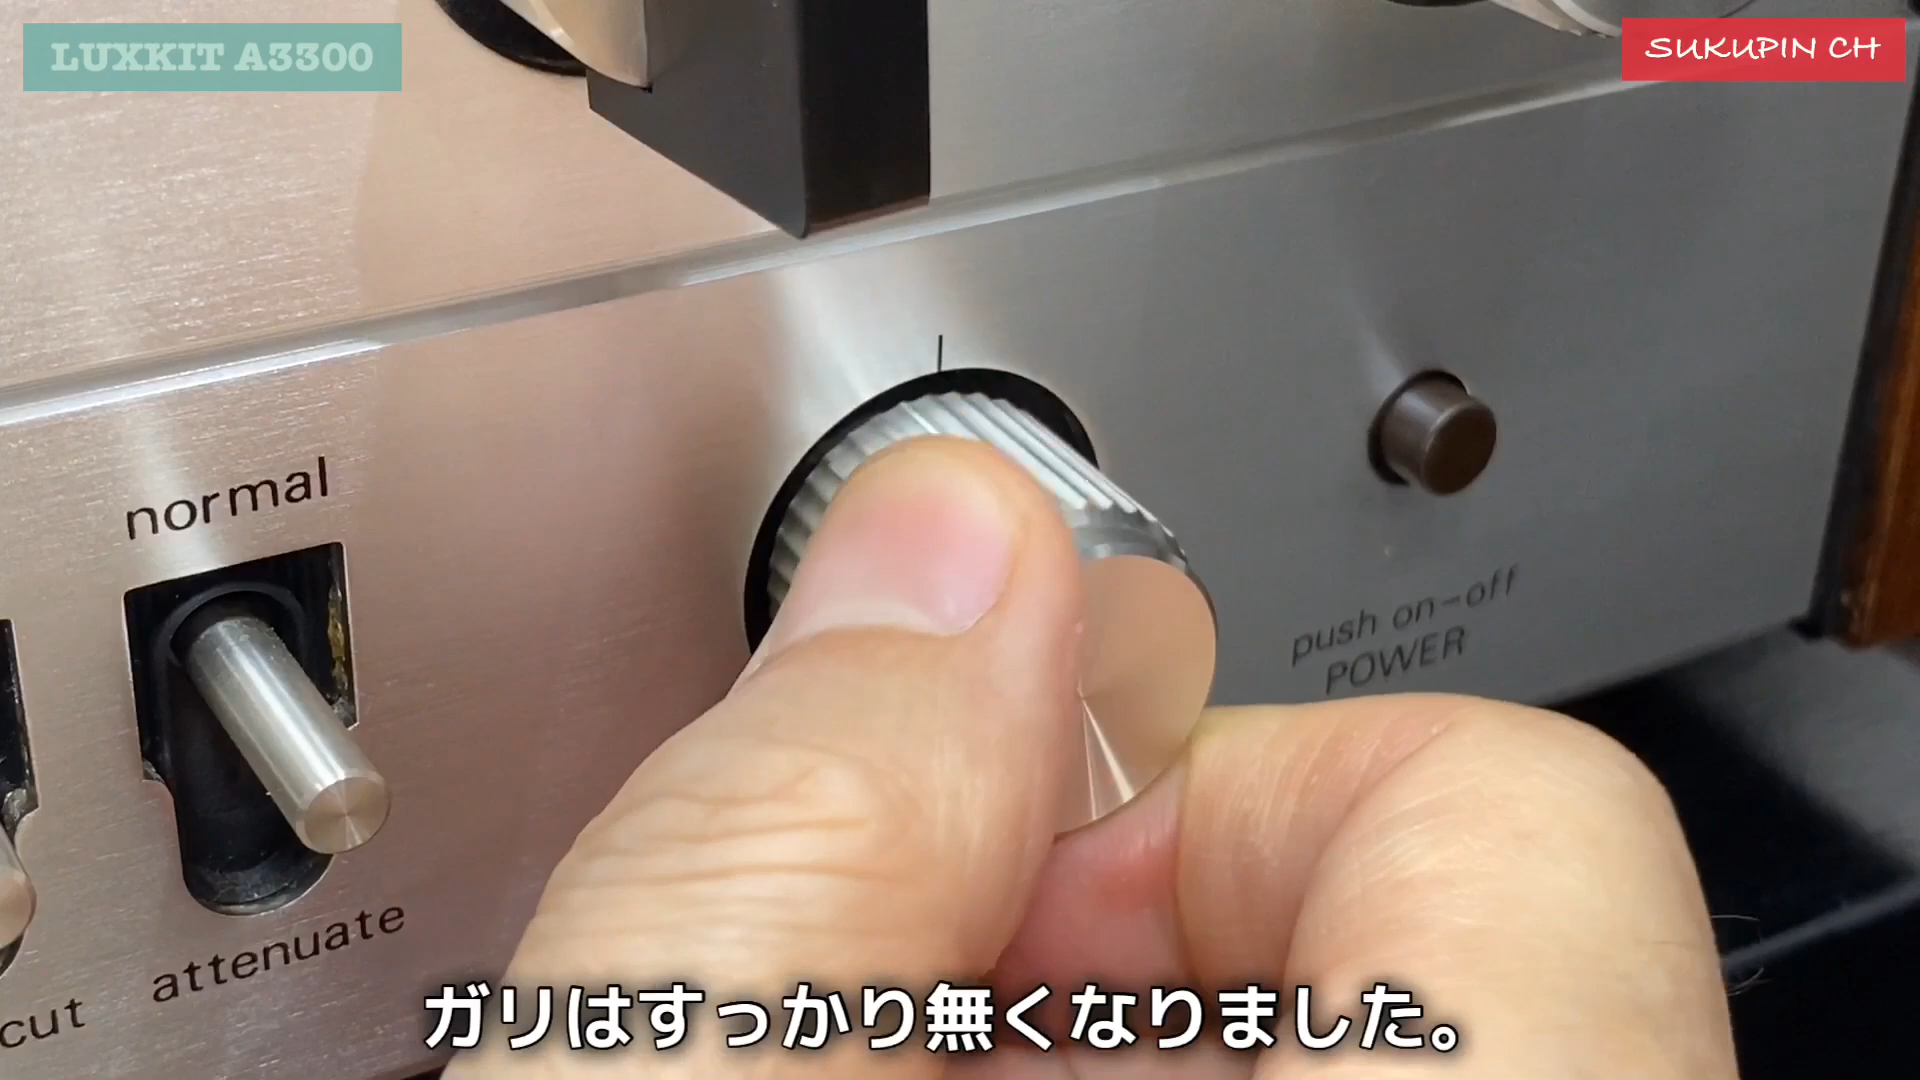 LUXKIT A3300
SUKUPIN CH
normal
attenuate
cut
push on-off
POWER
ガリはすっかり無くなりました。